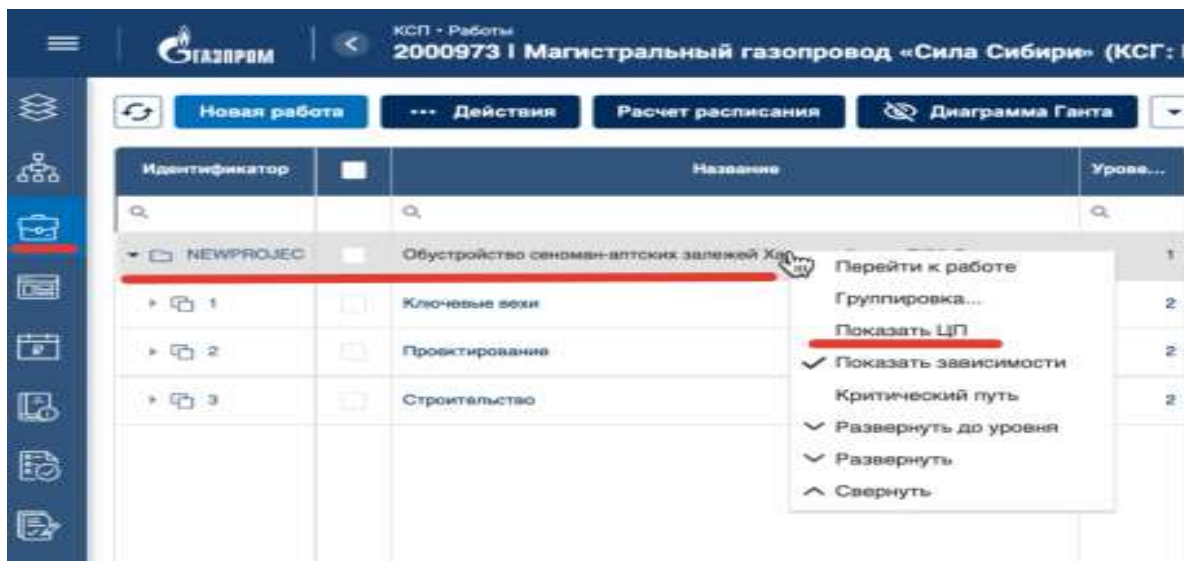 КСП - Работы
ГАЗПРОМ
2000973 | Магистральный газопровод «Сила Сибири» (КСГ:
Новая работа
Действия
Расчет расписания
Диаграмма Ганта
Идентификатор
Название
Урове...
NEWPROJEC
Обустройство сеноман-аптских залежей
1
Перейти к работе
Группировка...
Показать ЦП
Показать зависимости
Критический путь
Развернуть до уровня
Развернуть
Свернуть
1
Ключевые вехи
2
2
Проектирование
2
3
Строительство
2